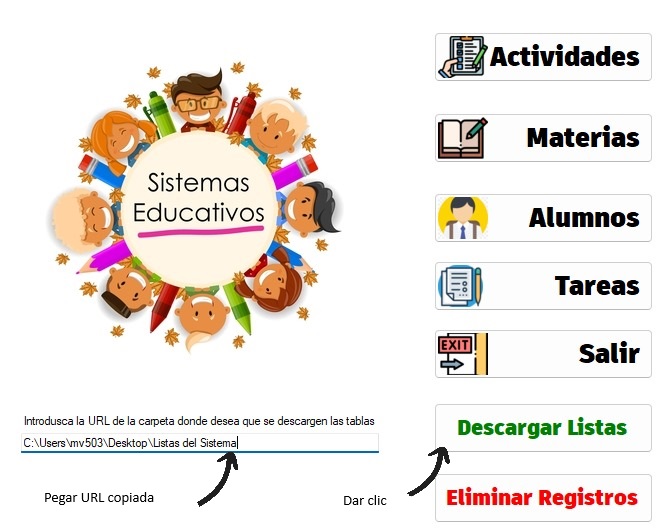 Actividades
Materias
Sistemas
Educativos
Alumnos
Tareas
EXIT
Salir
Introdusca la URL de la carpeta donde desea que se descargen las tablas
C:\Users\mv503\Desktop\Listas del Sistema
Descargar Listas
Pegar URL copiada
Dar clic
Eliminar Registros